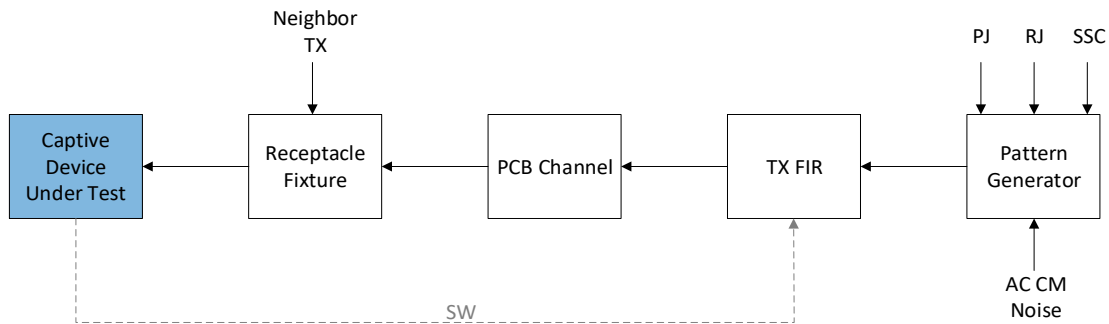 Neighbor
TX
PJ
RJ
SSC
Captive
Device
Under Test
Receptacle
Fixture
PCB Channel
TX FIR
Pattern
Generator
SW
AC CM
Noise